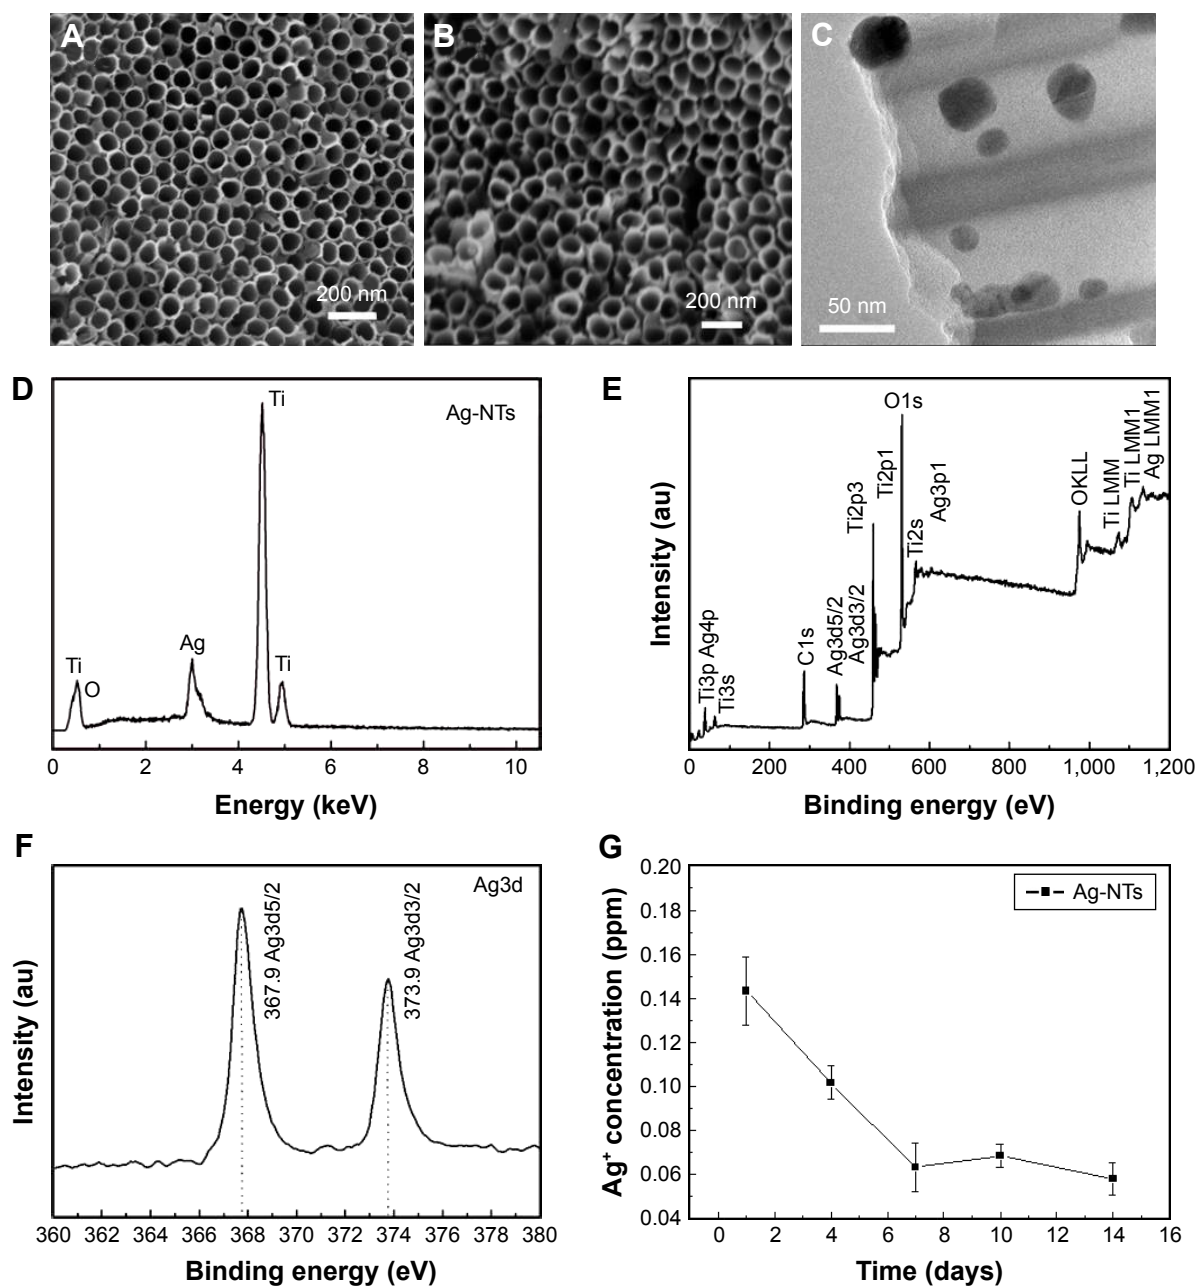 A
200 nm
B
200 nm
C
50 nm
D
Ag-NTs
Ti
O
Ag
Ti
Ti
0
2
4
6
8
10
Energy (keV)
E
Intensity (au)
Ti3p Ag4p
Ti3s
C1s
Ag3d5/2
Ag3d3/2
Ti2p3
Ti2p1
O1s
Ti2s
Ag3p1
OKLL
Ti LMM
Ti LMM1
Ag LMM1
0
200
400
600
800
1,000
1,200
Binding energy (eV)
F
Intensity (au)
Ag3d
367.9 Ag3d5/2
373.9 Ag3d3/2
360
362
364
366
368
370
372
374
376
378
380
Binding energy (eV)
G
Ag⁺ concentration (ppm)
Ag-NTs
0.20
0.18
0.16
0.14
0.12
0.10
0.08
0.06
0.04
0
2
4
6
8
10
12
14
16
Time (days)